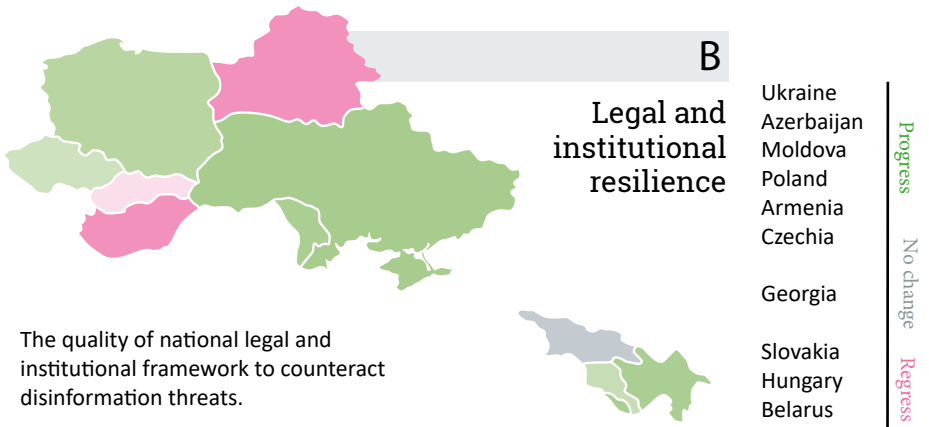 B
Legal and
institutional
resilience
The quality of national legal and
institutional framework to counteract
disinformation threats.
Ukraine
Azerbaijan
Moldova
Poland
Armenia
Czechia
Georgia
Slovakia
Hungary
Belarus
Progress
No change
Regress